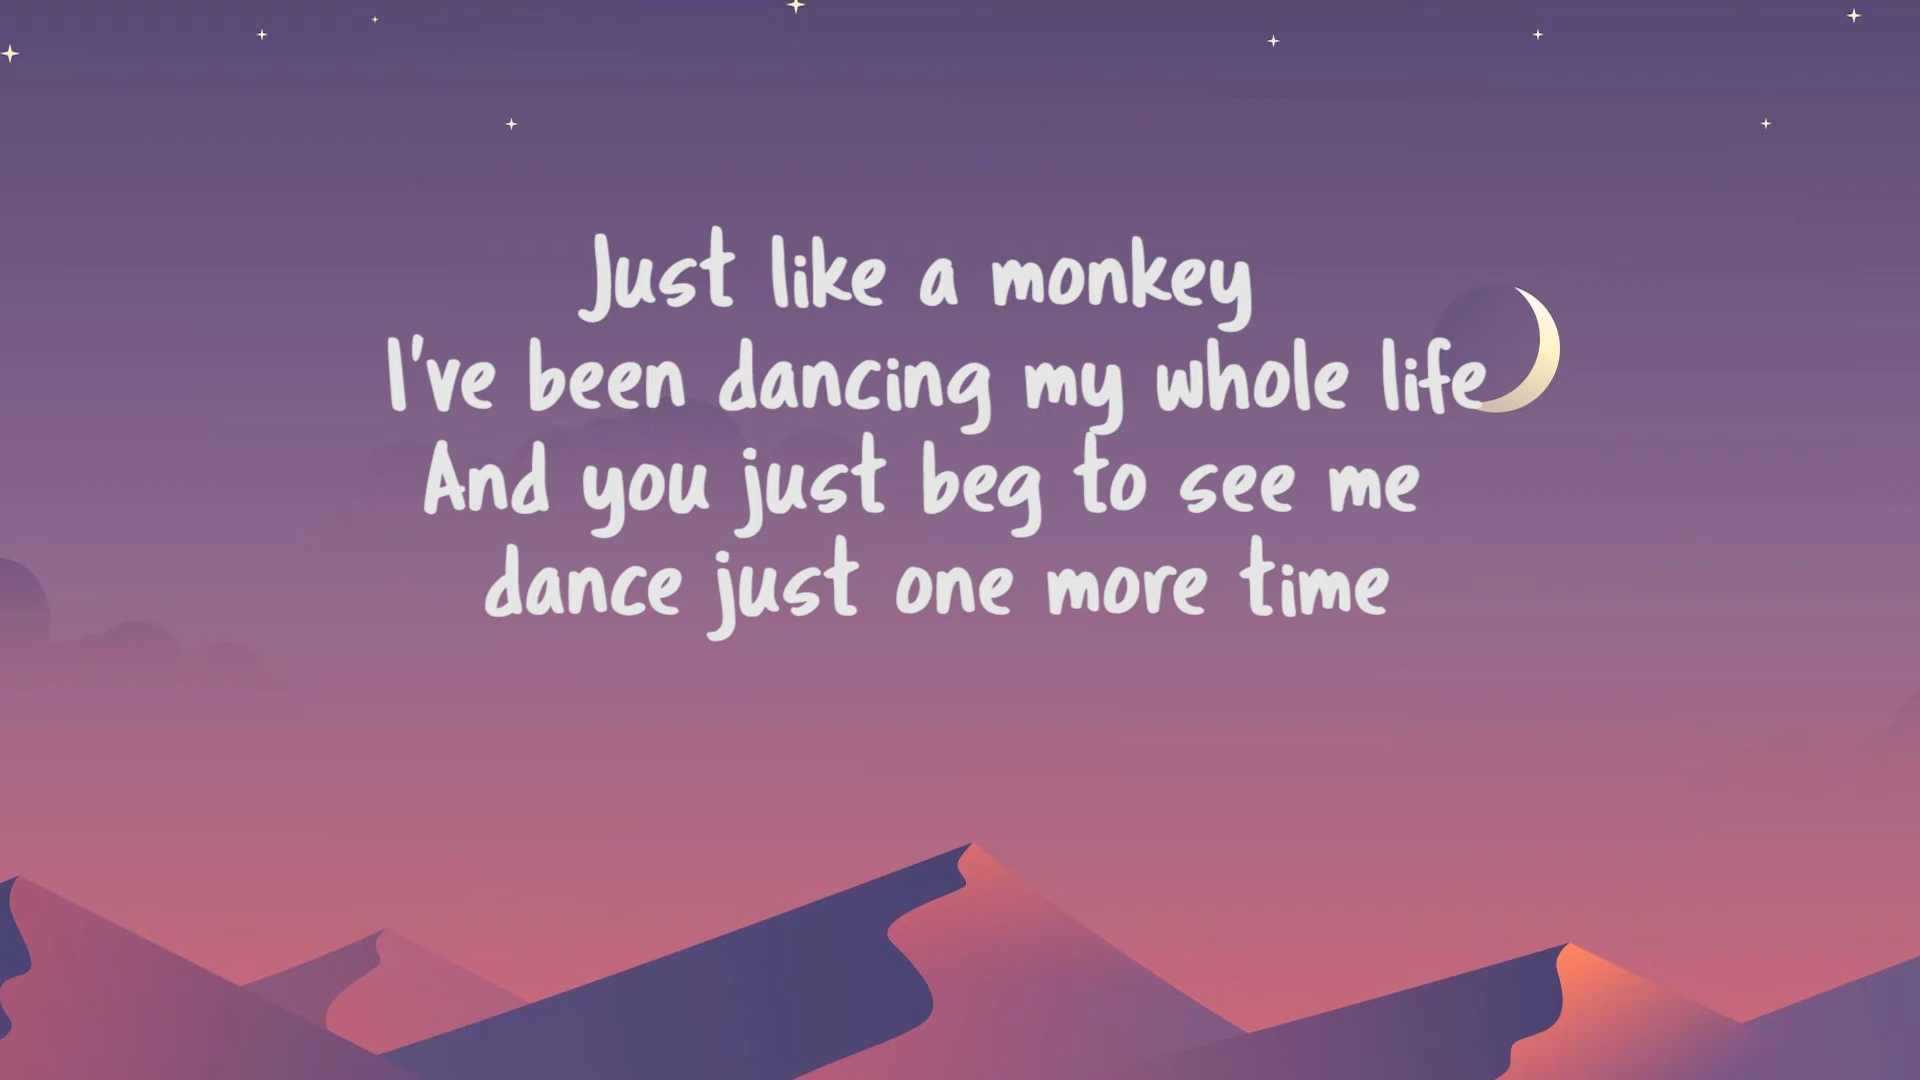 Just like a monkey
I've been dancing my whole life
And you just beg to see me
dance just one more time